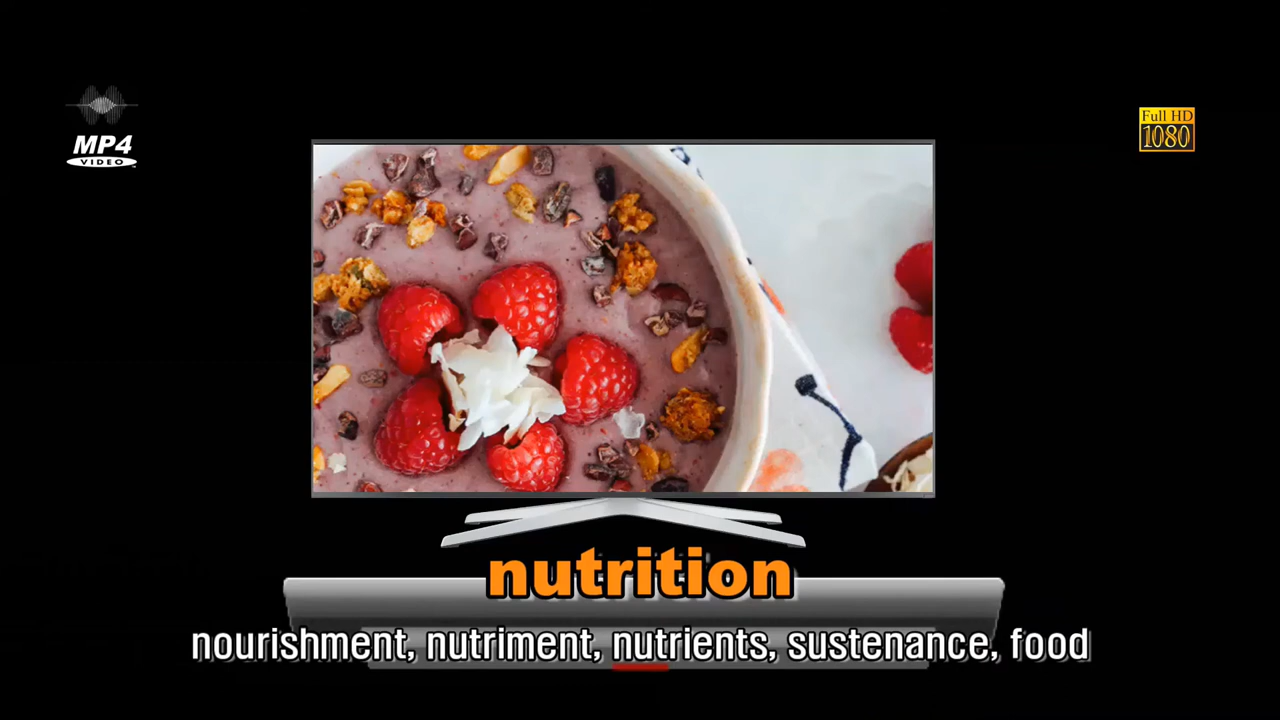 MP4
VIDEO
Full HD
1080
nutrition
nourishment, nutriment, nutrients, sustenance, food